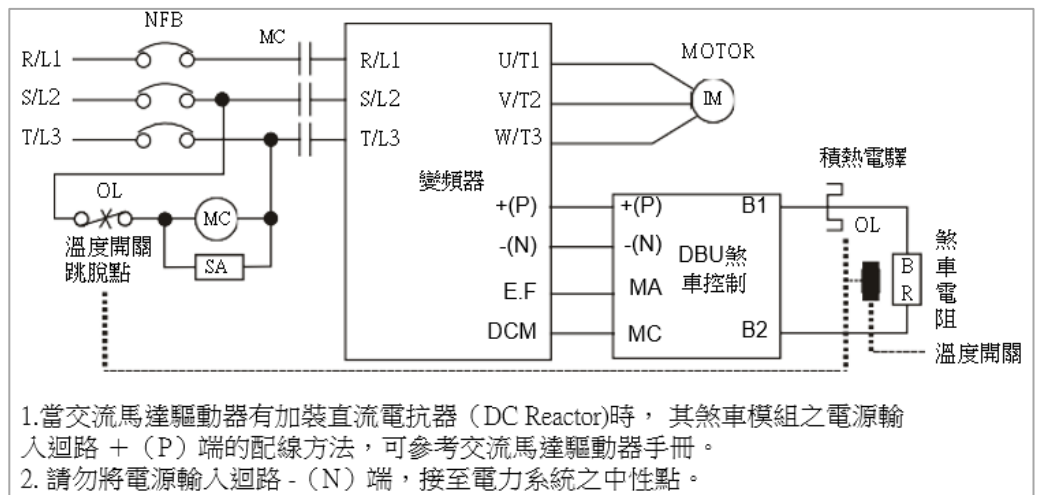 NFB
MC
R/L1
S/L2
T/L3
R/L1
S/L2
T/L3
U/T1
V/T2
W/T3
MOTOR
IM
OL
MC
SA
溫度開關
跳脫點
變頻器
+(P)
-(N)
E.F
DCM
+(P)
-(N)
MA
MC
B1
B2
DBU煞
車控制
積熱電驛
OL
BR
煞車電阻
溫度開關
1.當交流馬達驅動器有加裝直流電抗器（DC Reactor)時， 其煞車模組之電源輸
入迴路 ＋（P）端的配線方法，可參考交流馬達驅動器手冊。
2. 請勿將電源輸入迴路 -（N）端，接至電力系統之中性點。